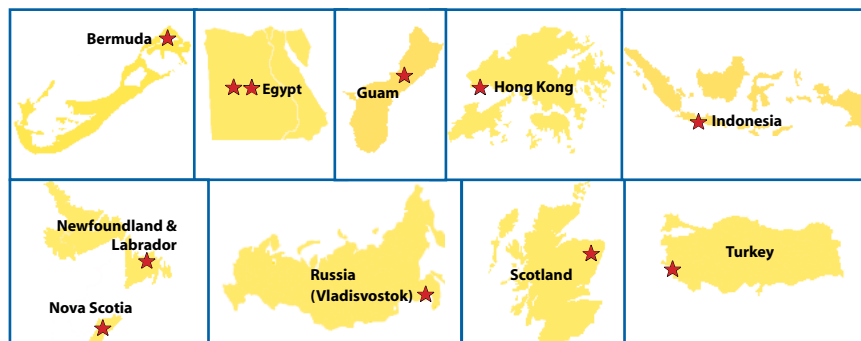 Bermuda
Egypt
Guam
Hong Kong
Indonesia
Newfoundland &
Labrador
Nova Scotia
Russia
(Vladisvostok)
Scotland
Turkey